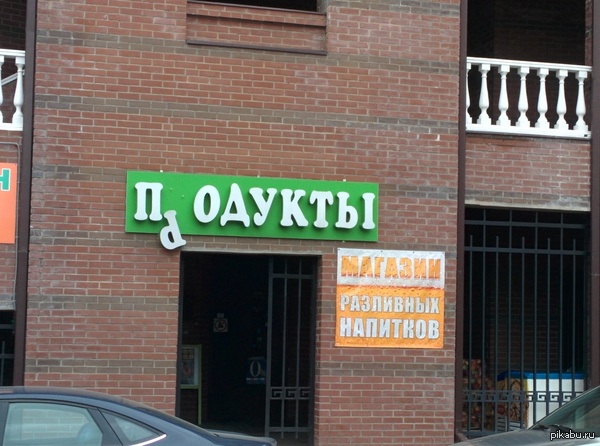 ПРОДУКТЫ
МАГАЗИН
РАЗЛИВНЫХ
НАПИТКОВ
Н
pikabu.ru